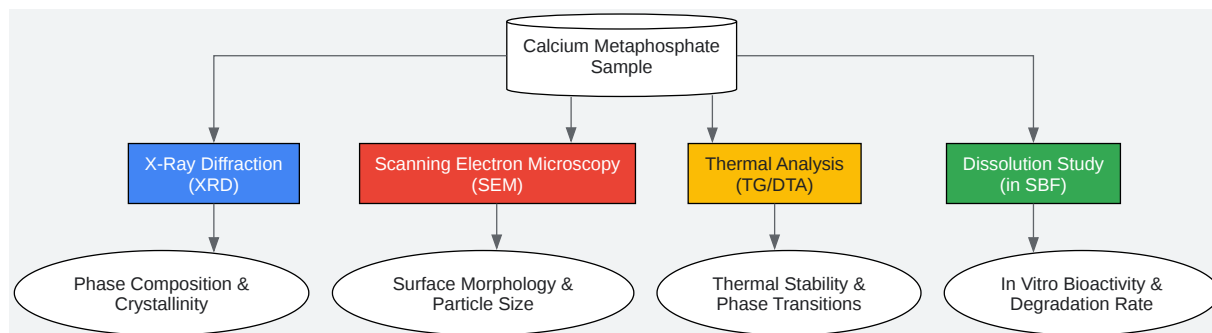 Calcium Metaphosphate
Sample
X-Ray Diffraction
(XRD)
Scanning Electron Microscopy
(SEM)
Thermal Analysis
(TG/DTA)
Dissolution Study
(in SBF)
Phase Composition &
Crystallinity
Surface Morphology &
Particle Size
Thermal Stability &
Phase Transitions
In Vitro Bioactivity &
Degradation Rate